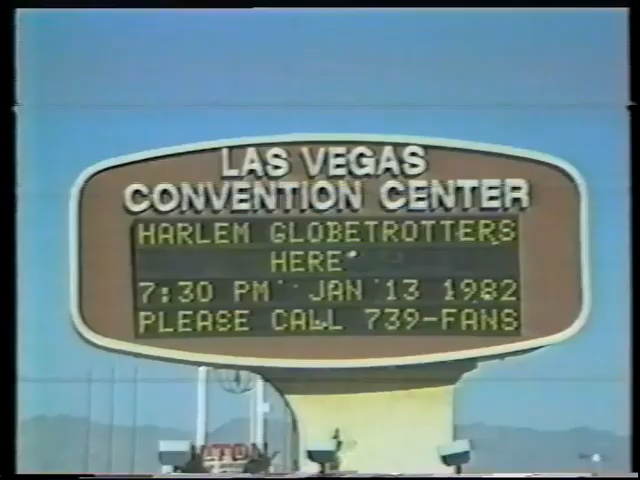 LAS VEGAS
CONVENTION CENTER
HARLEM GLOBETROTTERS
HERE
7:30 PM JAN 13 1982
PLEASE CALL 739-FANS